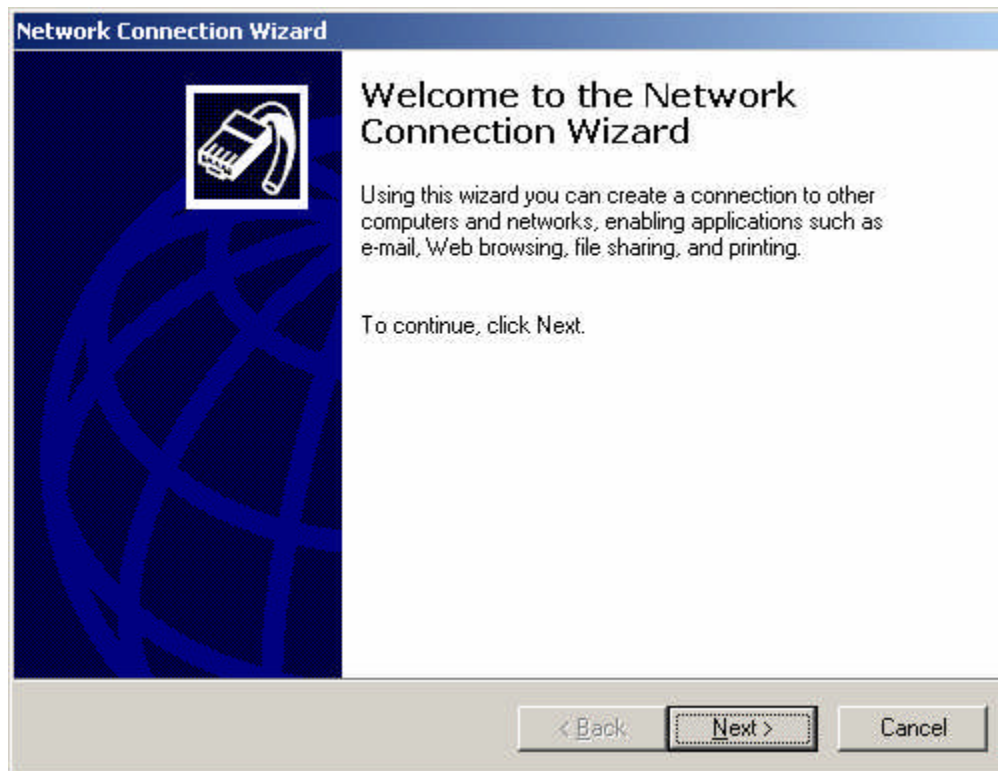 Network Connection Wizard
Welcome to the Network
Connection Wizard
Using this wizard you can create a connection to other
computers and networks, enabling applications such as
e-mail, Web browsing, file sharing, and printing.
To continue, click Next.
< Back
Next >
Cancel